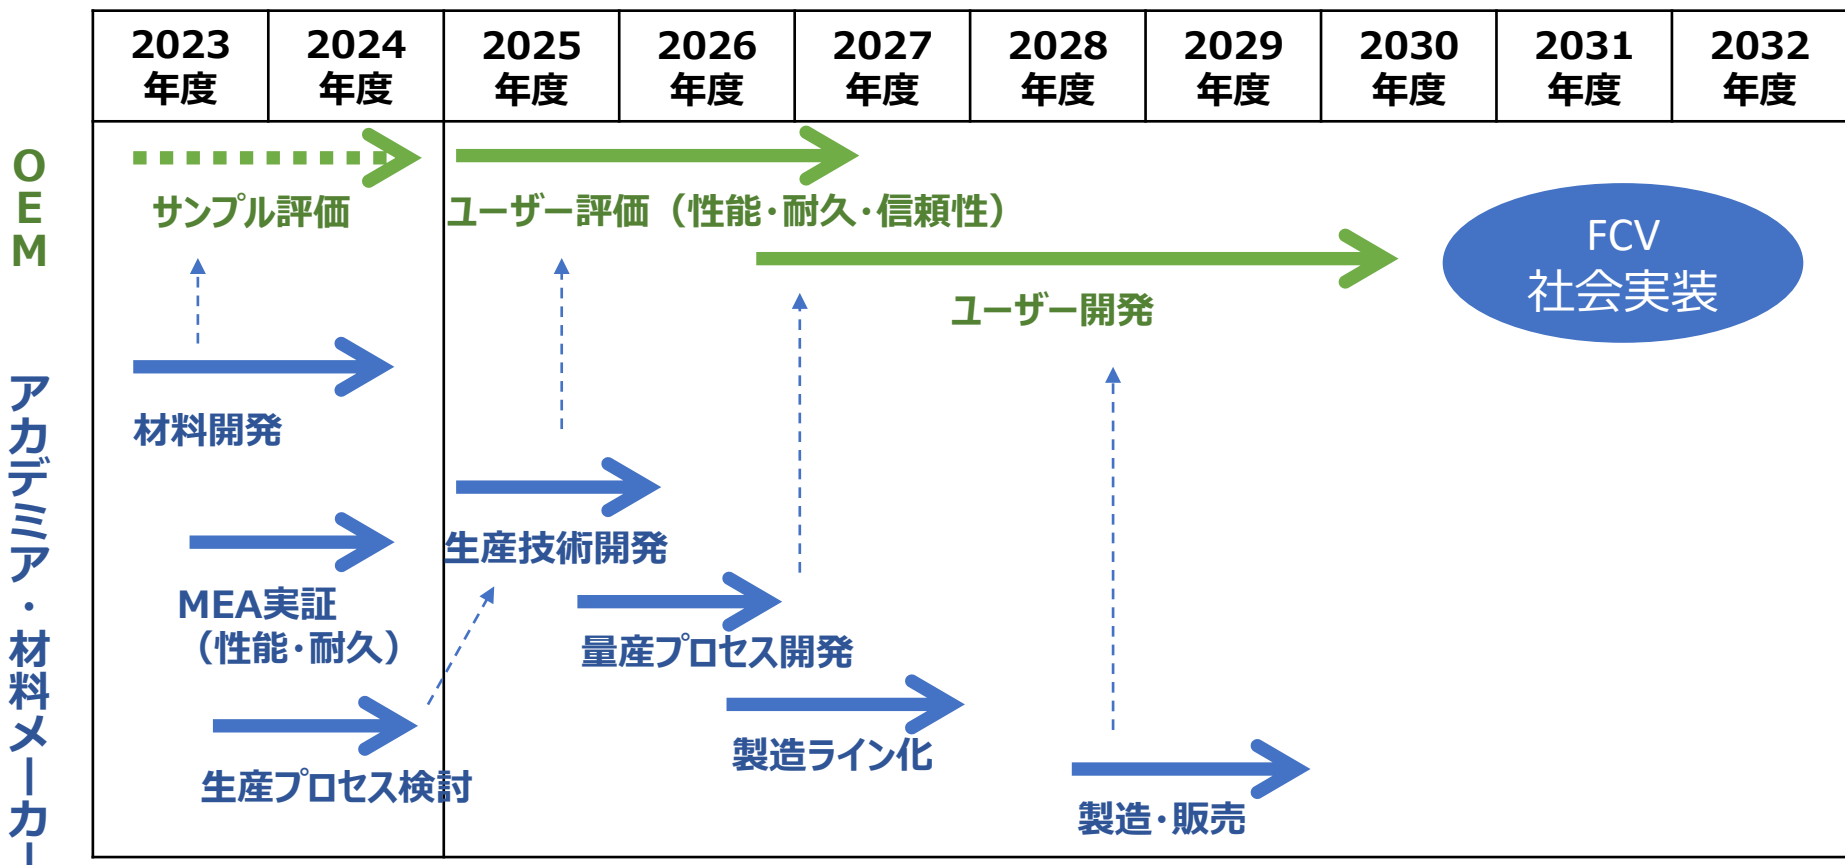 2023
年度
2024
年度
2025
年度
2026
年度
2027
年度
2028
年度
2029
年度
2030
年度
2031
年度
2032
年度
OEM
サンプル評価
ユーザー評価（性能・耐久・信頼性）
ユーザー開発
FCV
社会実装
アカデミア・材料メーカー
材料開発
MEA実証
（性能・耐久）
生産プロセス検討
生産技術開発
量産プロセス開発
製造ライン化
製造・販売